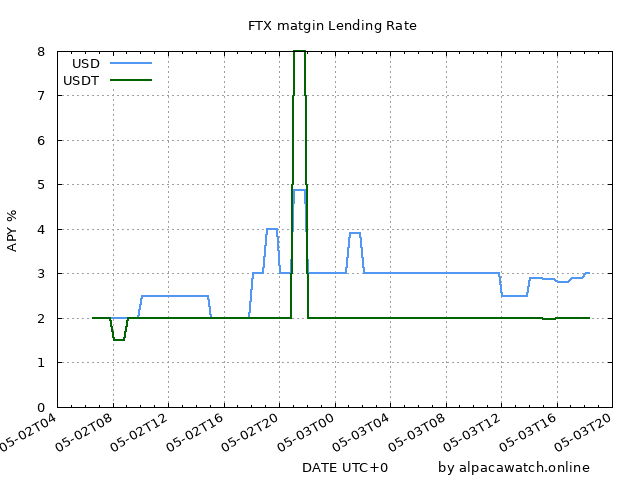 FTX matgin Lending Rate
8
USD
USDT
7
6
5
APY %
4
3
2
1
0
05-02T04
05-02T08
05-02T12
05-02T16
05-02T20
05-03T00
05-03T04
05-03T08
05-03T12
05-03T16
05-03T20
DATE UTC+0
by alpacawatch.online